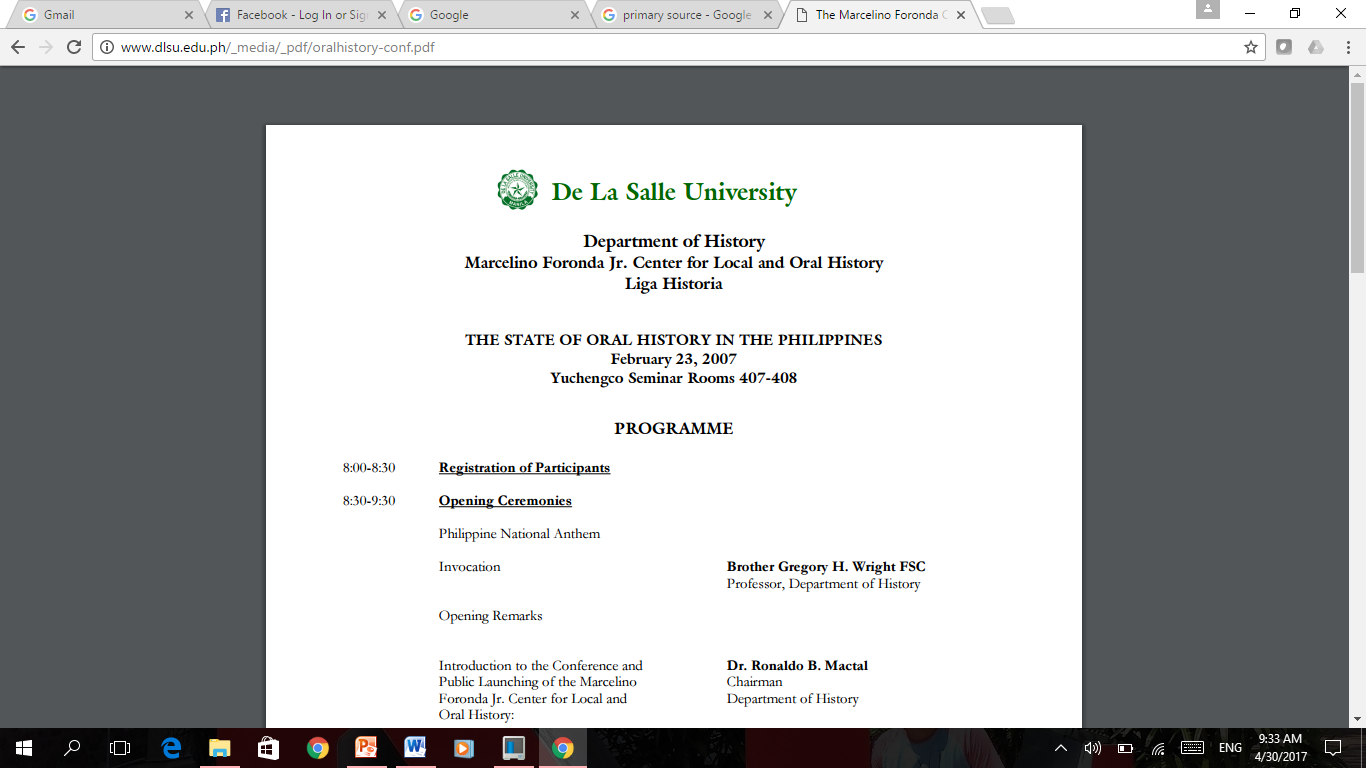 Gmail
Facebook - Log In or Sig
Google
primary source - Google
The Marcelino Foronda C
www.dlsu.edu.ph/_media/_pdf/oralhistory-conf.pdf
De La Salle University
Department of History
Marcelino Foronda Jr. Center for Local and Oral History
Liga Historia
THE STATE OF ORAL HISTORY IN THE PHILIPPINES
February 23, 2007
Yuchengco Seminar Rooms 407-408
PROGRAMME
8:00-8:30 Registration of Participants
8:30-9:30 Opening Ceremonies
Philippine National Anthem
Invocation Brother Gregory H. Wright FSC
Professor, Department of History
Opening Remarks
Introduction to the Conference and Dr. Ronaldo B. Mactal
Public Launching of the Marcelino Chairman
Foronda Jr. Center for Local and Department of History
Oral History:
ENG
9:33 AM
4/30/2017